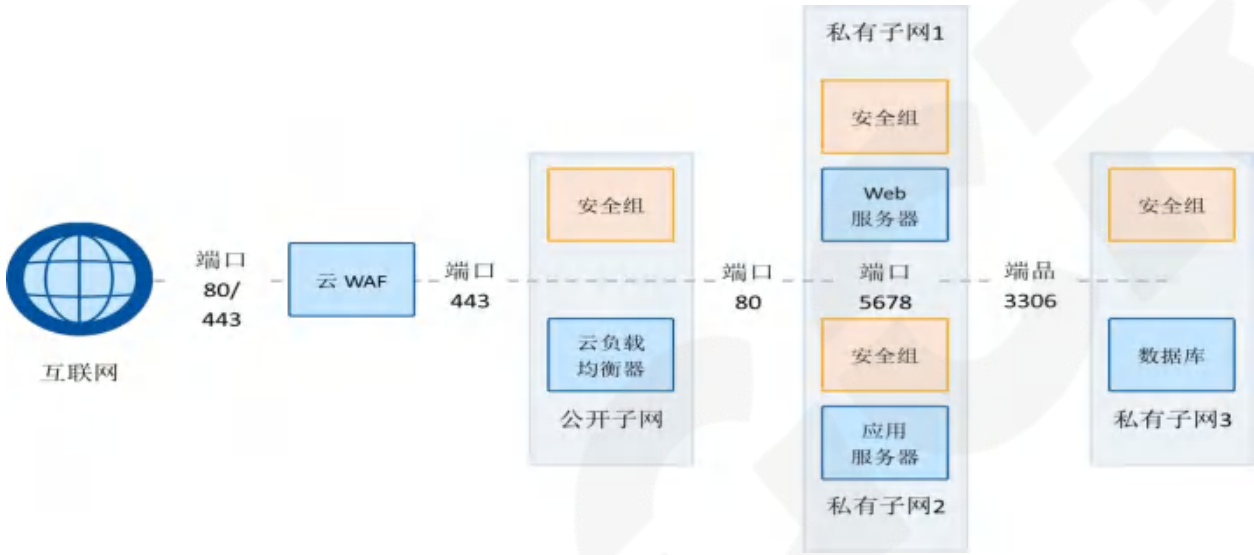 互联网
端口
80/
443
云 WAF
端口
443
安全组
云负载
均衡器
公开子网
端口
80
私有子网1
安全组
Web
服务器
端口
5678
安全组
应用
服务器
私有子网2
端品
3306
安全组
数据库
私有子网3